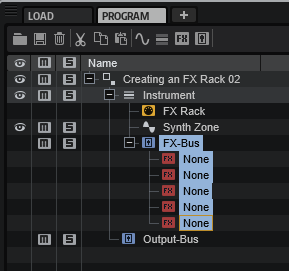 LOAD PROGRAM +
FX
M S Name
M S Creating an FX Rack 02
M S Instrument
FX Rack
Synth Zone
M S FX-Bus
FX None
FX None
FX None
FX None
FX None
M S Output-Bus